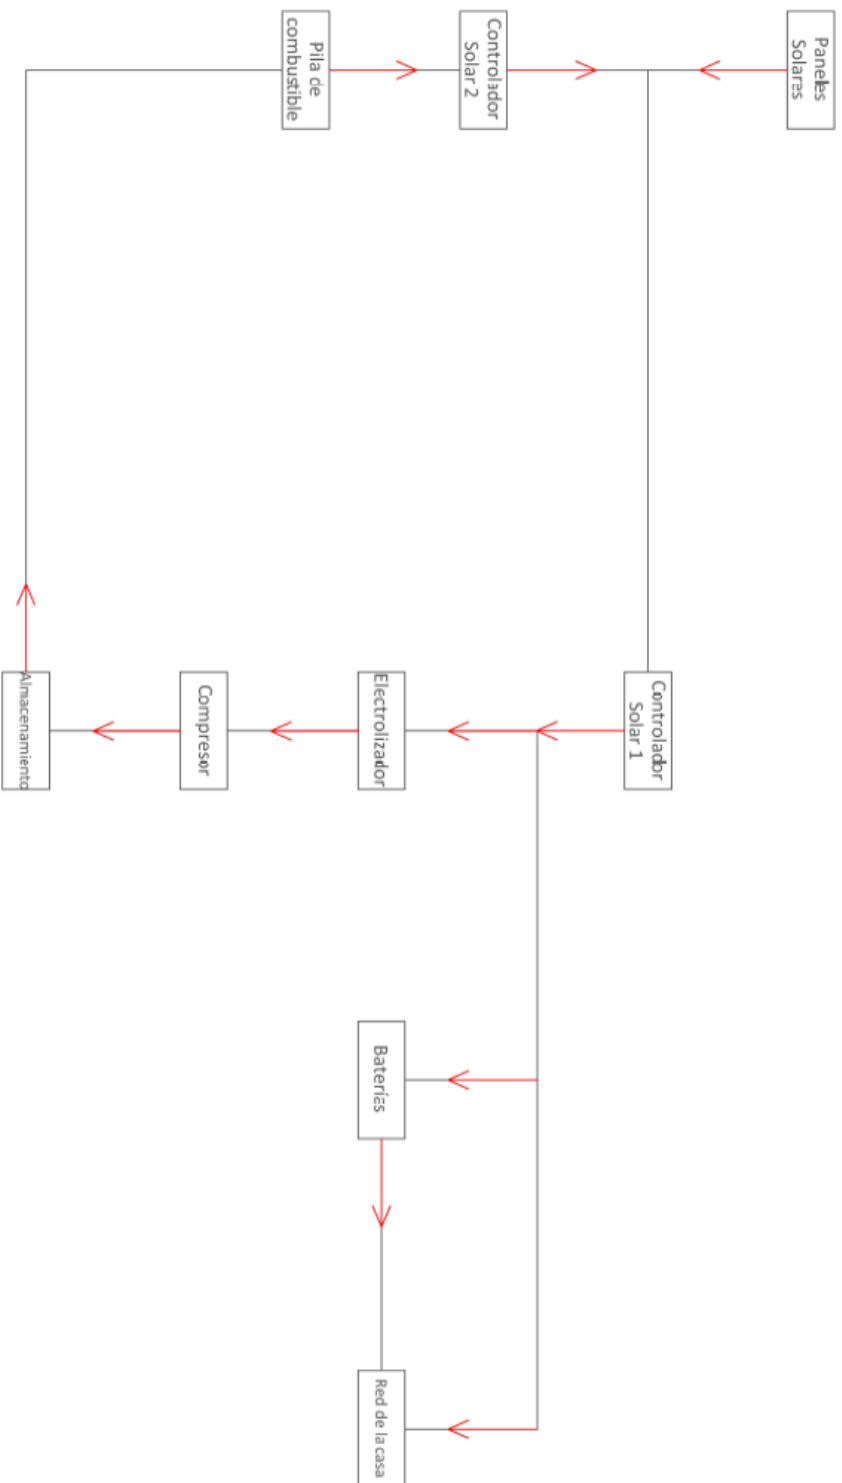 Paneles
Solares
Controlador
Solar 2
Pila de
combustible
Controlador
Solar 1
Electrolizador
Compresor
Almacenamiento
Baterías
Red de la casa